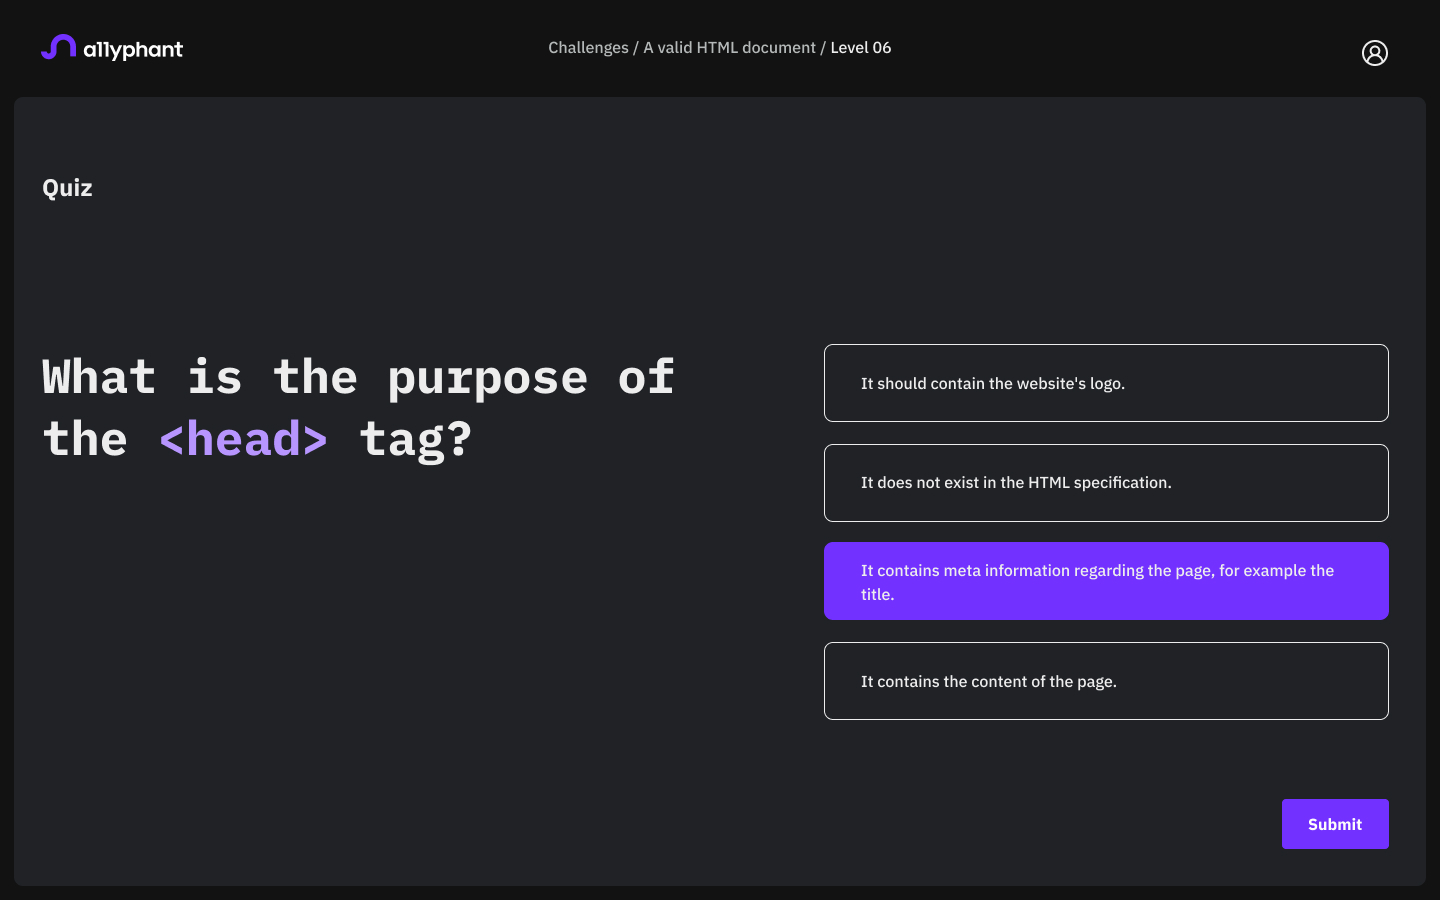 a11yphant
Challenges / A valid HTML document / Level 06
Quiz
What is the purpose of
the <head> tag?
It should contain the website's logo.
It does not exist in the HTML specification.
It contains meta information regarding the page, for example the
title.
It contains the content of the page.
Submit